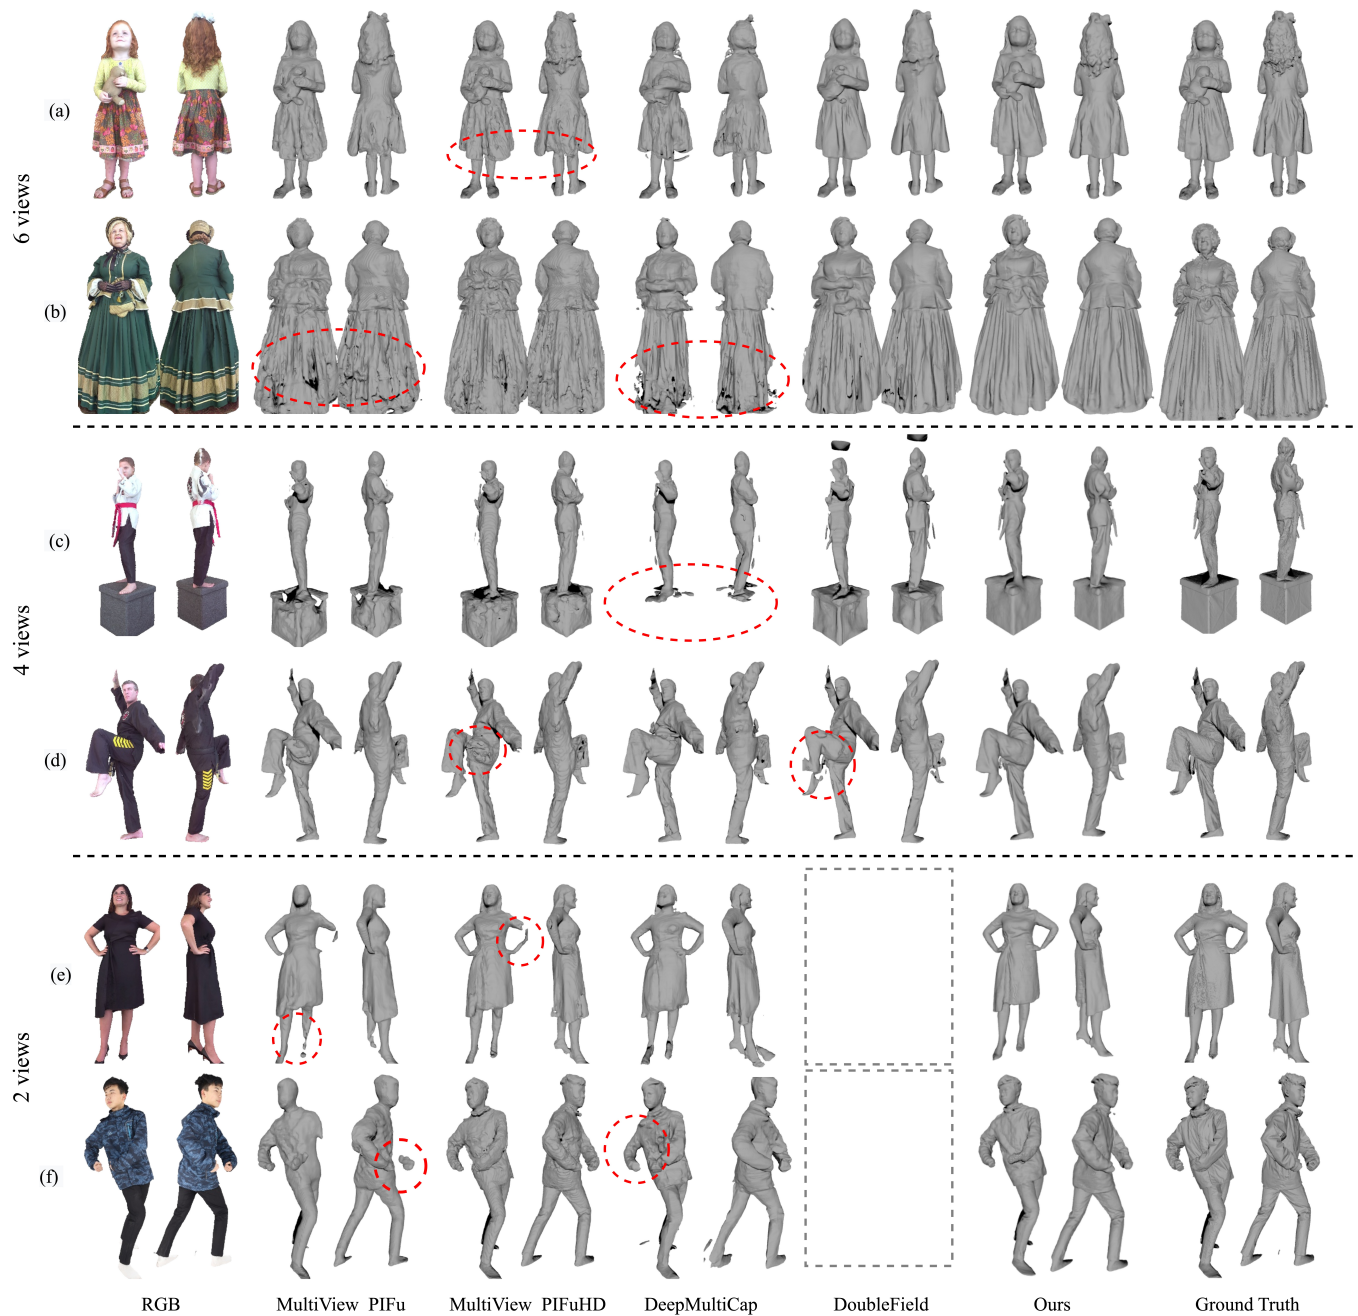 6 views
(a)
(b)
4 views
(c)
(d)
2 views
(e)
(f)
RGB MultiView PIFu MultiView PIFuHD DeepMultiCap DoubleField Ours Ground Truth